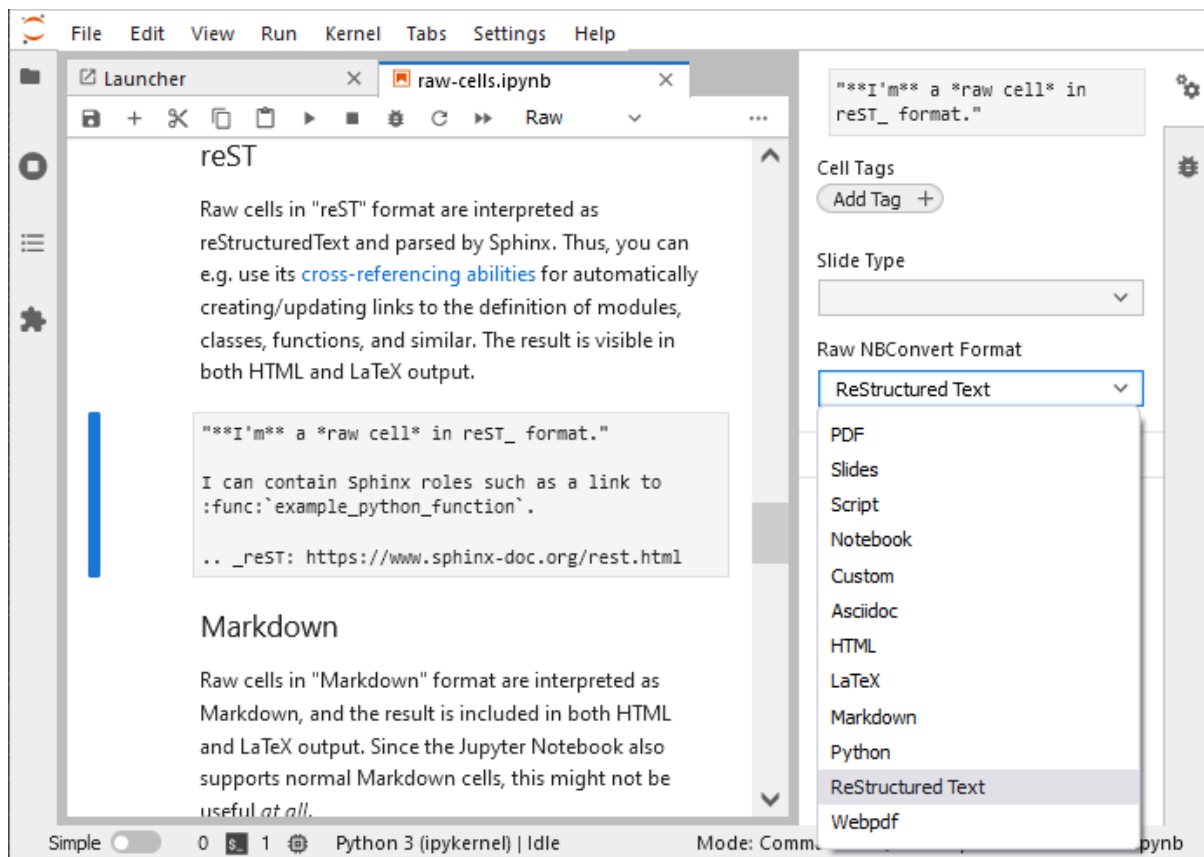 File Edit View Run Kernel Tabs Settings Help
Launcher
raw-cells.ipynb
Raw
reST
Raw cells in "reST" format are interpreted as
reStructuredText and parsed by Sphinx. Thus, you can
e.g. use its cross-referencing abilities for automatically
creating/updating links to the definition of modules,
classes, functions, and similar. The result is visible in
both HTML and LaTeX output.
"**I'm** a *raw cell* in reST_ format."
I can contain Sphinx roles such as a link to
:func:`example_python_function`.
.. _reST: https://www.sphinx-doc.org/rest.html
Markdown
Raw cells in "Markdown" format are interpreted as
Markdown, and the result is included in both HTML
and LaTeX output. Since the Jupyter Notebook also
supports normal Markdown cells, this might not be
useful at all.
"**I'm** a *raw cell* in
reST_ format."
Cell Tags
Add Tag +
Slide Type
Raw NBConvert Format
ReStructured Text
PDF
Slides
Script
Notebook
Custom
Asciidoc
HTML
LaTeX
Markdown
Python
ReStructured Text
Webpdf
Simple 0 $_ 1 Python 3 (ipykernel) | Idle Mode: Comm pynb